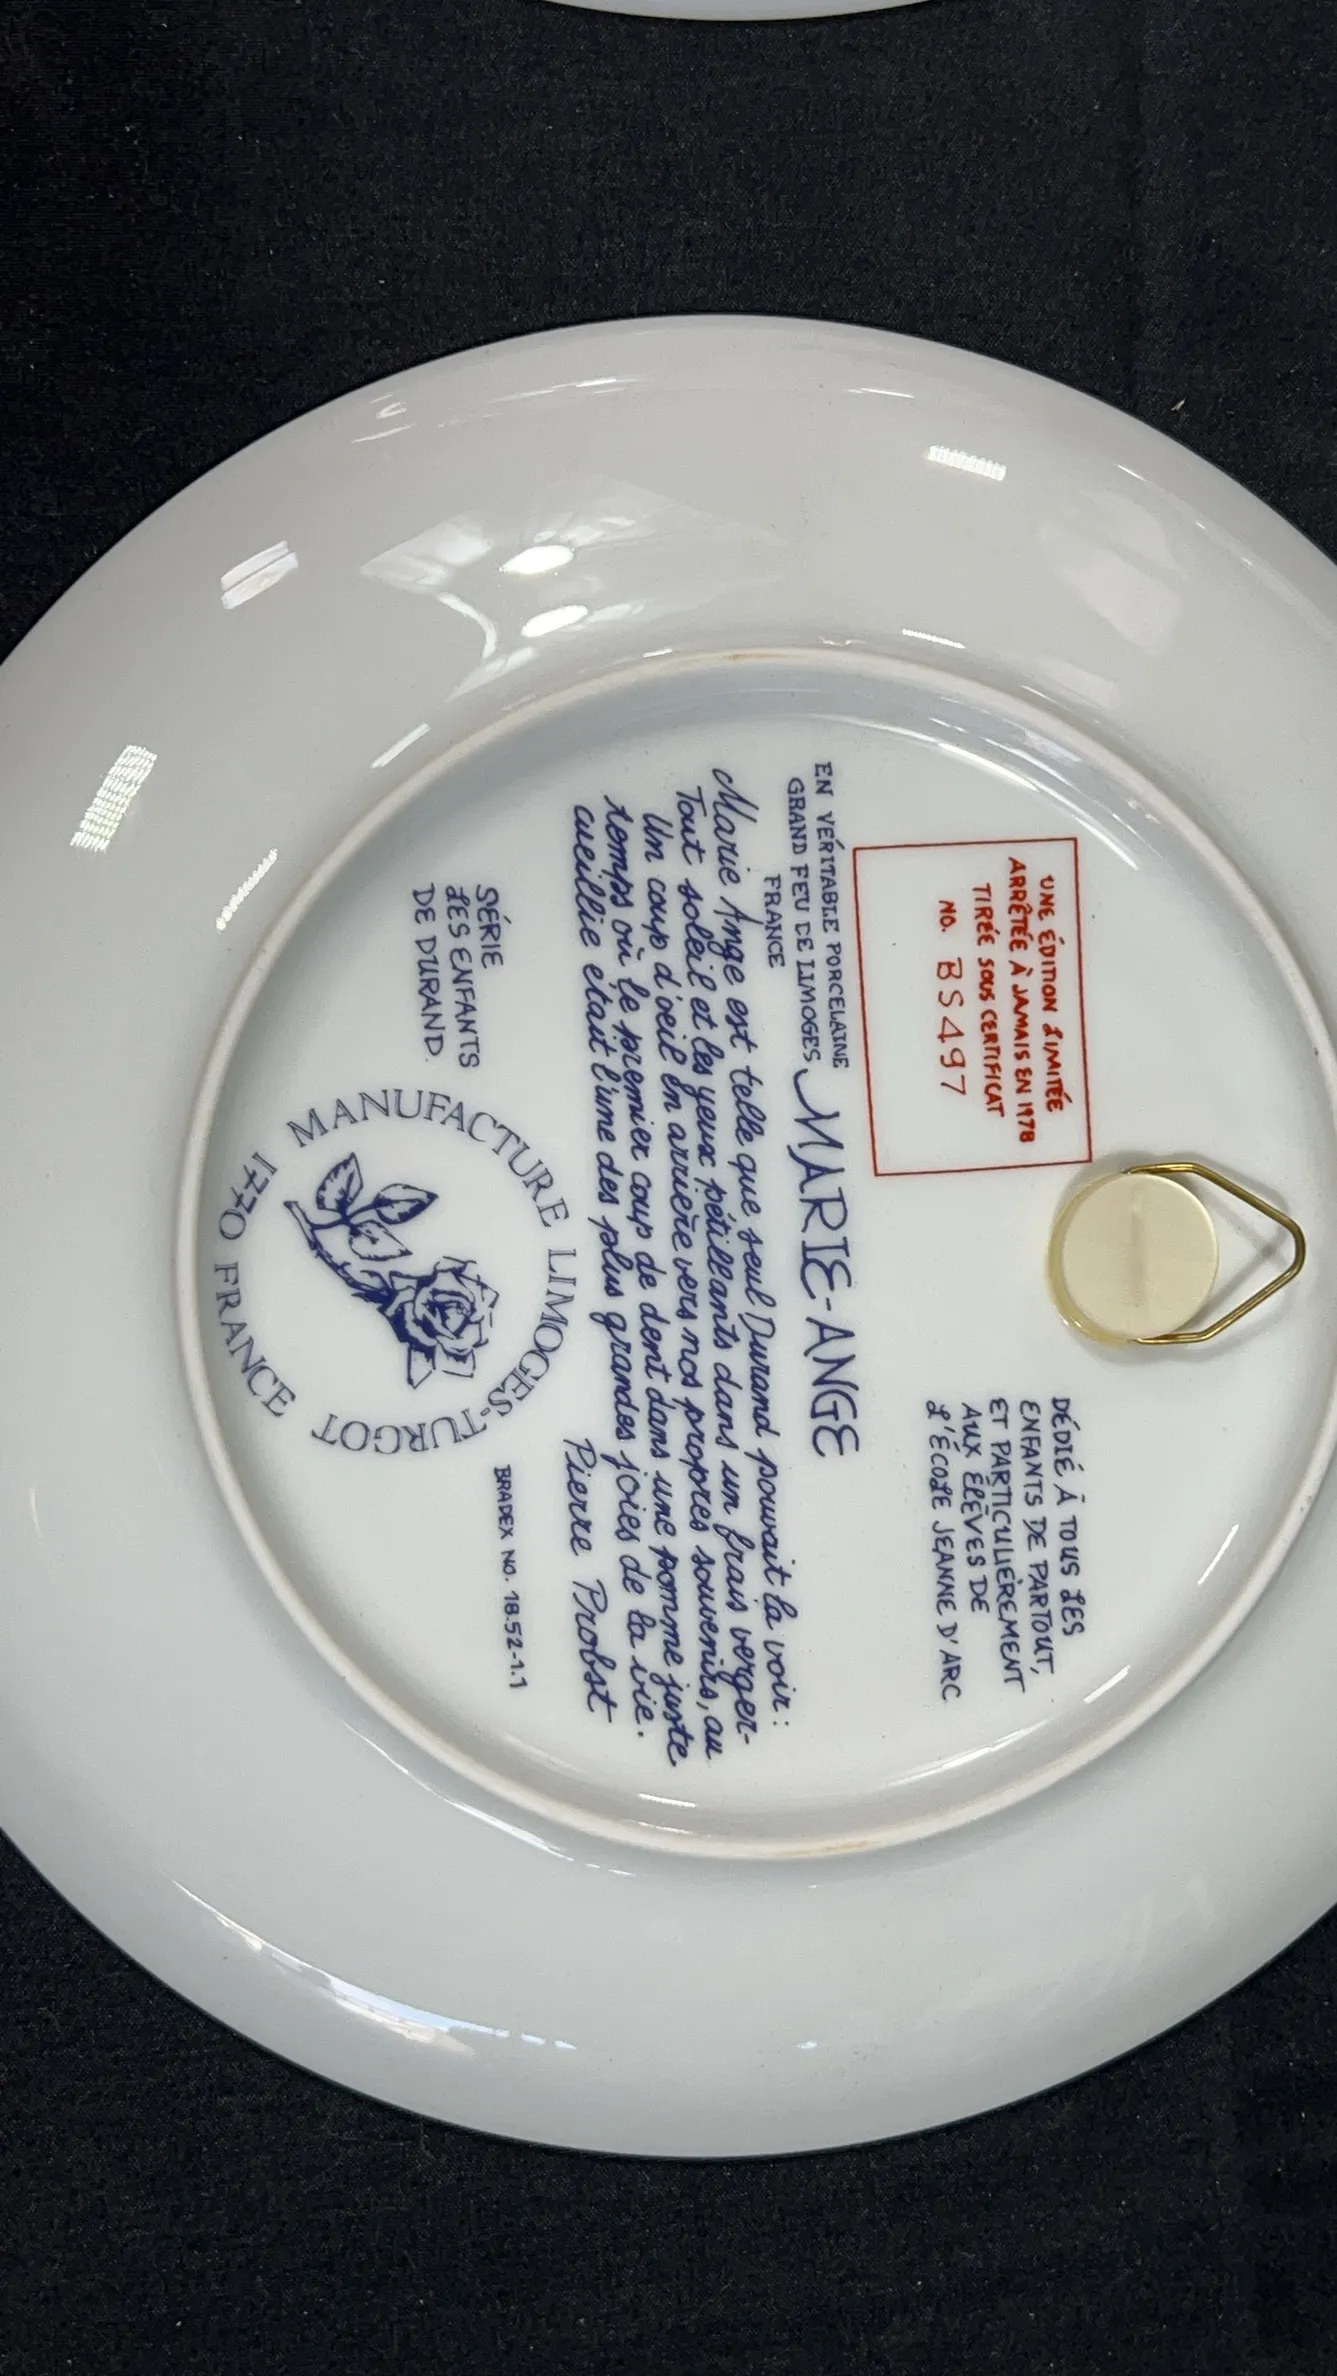 UNE ÉDITION LIMITÉE
ARRÊTÉE À JAMAIS EN 1978
TIRÉE SOUS CERTIFICAT
NO. BS497
DÉDIÉ À TOUS LES
ENFANTS DE PARTOUT,
ET PARTICULIÈREMENT
AUX ÉLÈVES DE
L'ÉCOLE JEANNE D'ARC
EN VERITABLE PORCELAINE
GRAND FEU DE LIMOGES
FRANCE
MARIE-ANGE
Marie Ange est telle que seul Durand pouvait la voir :
Tout soleil et les yeux pétillants dans un frais verger-
Un coup d'oeil en arrière vers nos propres souvenirs, au
temps où le premier coup de dent dans une pomme juste
cueillie était l'une des plus grandes joies de la vie.
Pierre Probst
SÉRIE
LES ENFANTS
DE DURAND.
MANUFACTURE LIMOGES-TURGOT
1770 FRANCE
BRADEX NO. 18.52-1.1